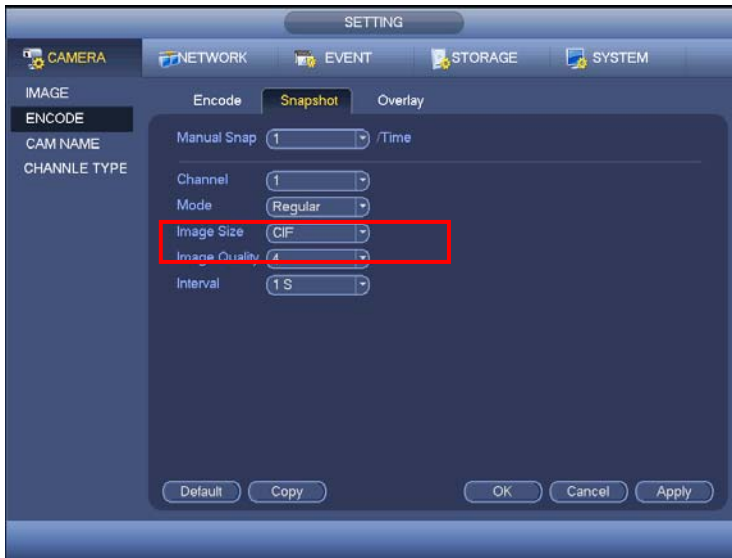 SETTING
CAMERA NETWORK EVENT STORAGE SYSTEM
IMAGE
ENCODE
CAM NAME
CHANNLE TYPE
Encode Snapshot Overlay
Manual Snap 1 /Time
Channel 1
Mode Regular
Image Size CIF
Image Quality 4
Interval 1 S
Default Copy OK Cancel Apply